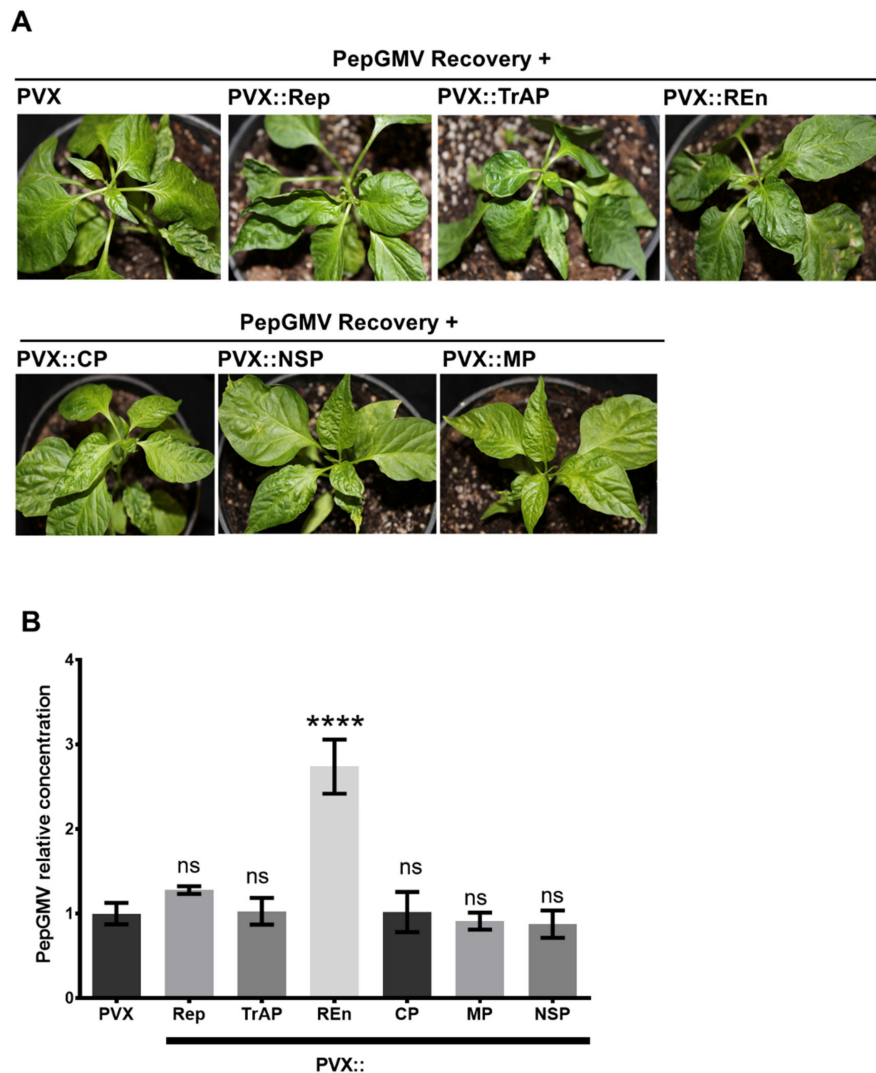 A
PepGMV Recovery +
PVX PVX::Rep PVX::TrAP PVX::REn
PepGMV Recovery +
PVX::CP PVX::NSP PVX::MP
B
PepGMV relative concentration
4
3
2
1
0
ns ns **** ns ns ns
PVX Rep TrAP REn CP MP NSP
PVX::